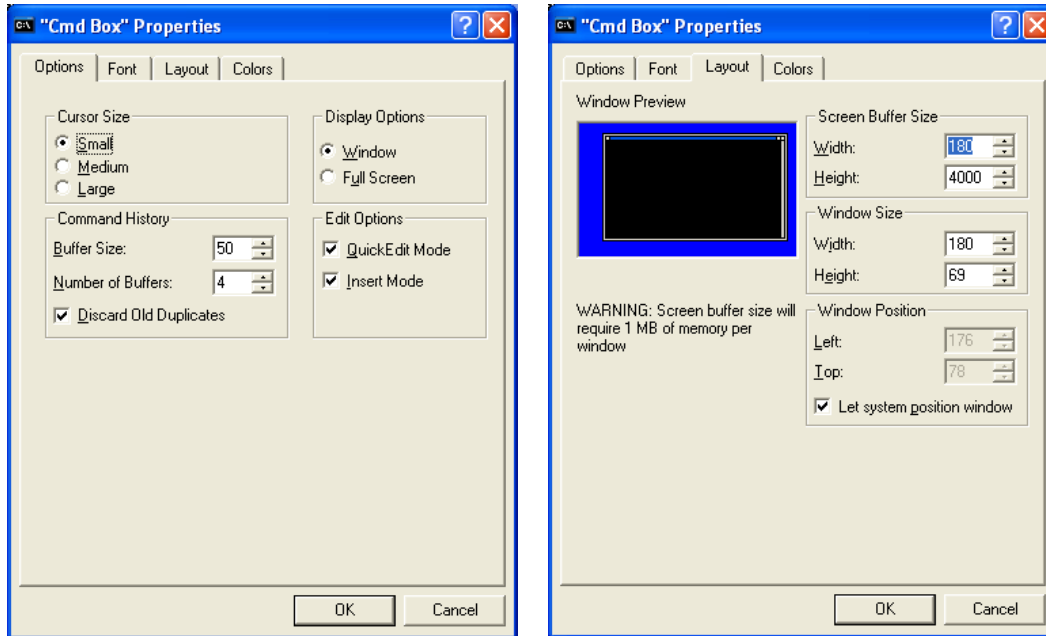 "Cmd Box" Properties
Options Font Layout Colors
Cursor Size
Small
Medium
Large
Display Options
Window
Full Screen
Command History
Buffer Size: 50
Number of Buffers: 4
Discard Old Duplicates
Edit Options
QuickEdit Mode
Insert Mode
OK Cancel
"Cmd Box" Properties
Options Font Layout Colors
Window Preview
WARNING: Screen buffer size will
require 1 MB of memory per
window
Screen Buffer Size
Width: 180
Height: 4000
Window Size
Width: 180
Height: 69
Window Position
Left: 176
Top: 78
Let system position window
OK Cancel